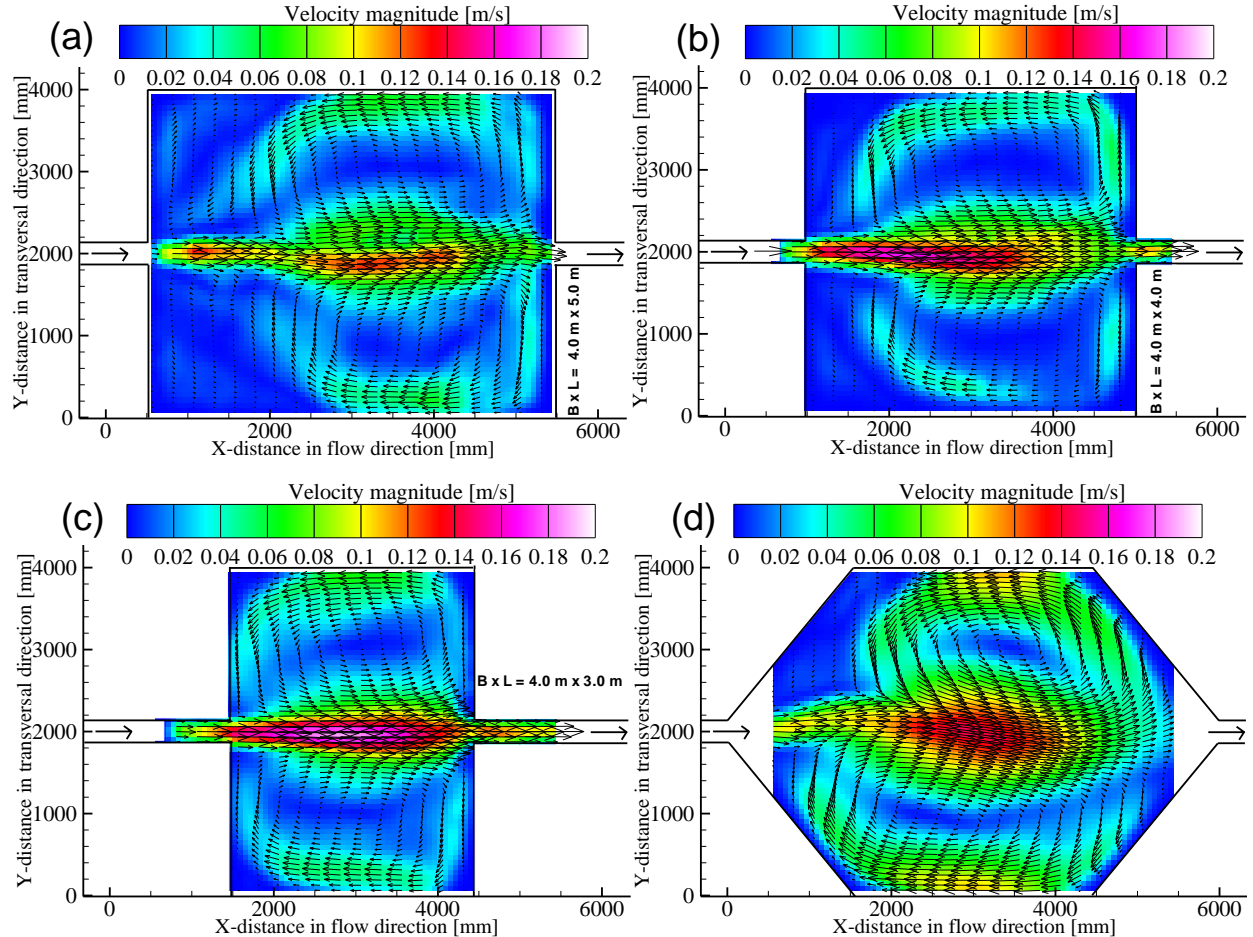 (a)
Velocity magnitude [m/s]
0 0.02 0.04 0.06 0.08 0.1 0.12 0.14 0.16 0.18 0.2
Y-distance in transversal direction [mm]
4000
3000
2000
1000
0
B x L = 4.0 m x 5.0 m
0 2000 4000 6000
X-distance in flow direction [mm]
(b)
Velocity magnitude [m/s]
0 0.02 0.04 0.06 0.08 0.1 0.12 0.14 0.16 0.18 0.2
Y-distance in transversal direction [mm]
4000
3000
2000
1000
0
B x L = 4.0 m x 4.0 m
0 2000 4000 6000
X-distance in flow direction [mm]
(c)
Velocity magnitude [m/s]
0 0.02 0.04 0.06 0.08 0.1 0.12 0.14 0.16 0.18 0.2
Y-distance in transversal direction [mm]
4000
3000
2000
1000
0
B x L = 4.0 m x 3.0 m
0 2000 4000 6000
X-distance in flow direction [mm]
(d)
Velocity magnitude [m/s]
0 0.02 0.04 0.06 0.08 0.1 0.12 0.14 0.16 0.18 0.2
Y-distance in transversal direction [mm]
4000
3000
2000
1000
0
0 2000 4000 6000
X-distance in flow direction [mm]